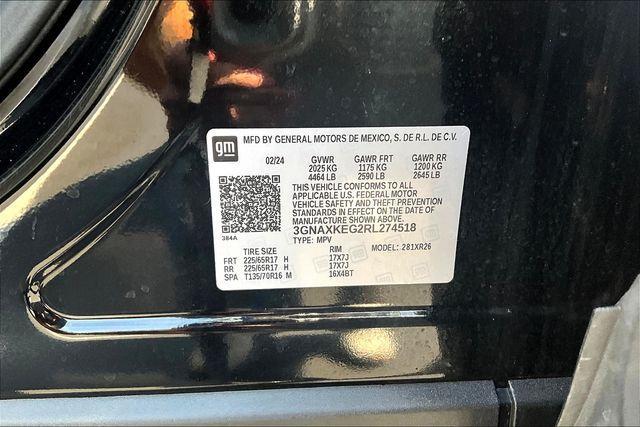 gm
MFD BY GENERAL MOTORS DE MEXICO, S. DE R.L. DE C.V.
02/24 GVWR GAWR FRT GAWR RR
2025 KG 1175 KG 1200 KG
4464 LB 2590 LB 2645 LB
THIS VEHICLE CONFORMS TO ALL
APPLICABLE U.S. FEDERAL MOTOR
VEHICLE SAFETY AND THEFT PREVENTION
STANDARDS IN EFFECT ON THE DATE OF
MANUFACTURE SHOWN ABOVE.
384A 3GNAXKEG2RL274518
TYPE: MPV MODEL: 281XR26
TIRE SIZE RIM
FRT 225/65R17 H 17X7J
RR 225/65R17 H 17X7J
SPA T135/70R16 M 16X4BT